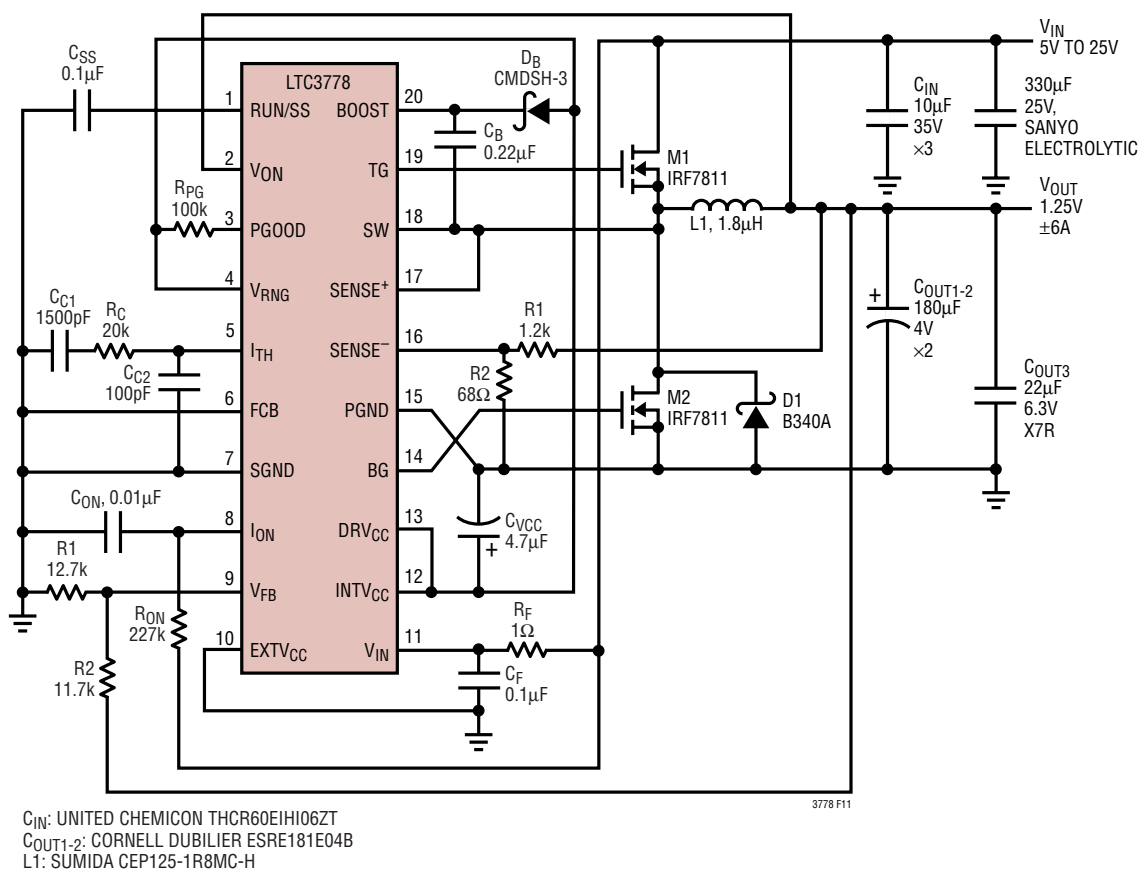 CSS
0.1µF
LTC3778
1
RUN/SS
2
VON
RPG
100k
3
PGOOD
4
VRNG
CC1
1500pF
RC
20k
5
ITH
CC2
100pF
6
FCB
7
SGND
CON, 0.01µF
8
ION
R1
12.7k
9
VFB
RON
227k
10
EXTVCC
R2
11.7k
BOOST
20
DB
CMDSH-3
CB
0.22µF
TG
19
M1
IRF7811
SW
18
L1, 1.8µH
SENSE+
17
SENSE–
16
R1
1.2k
R2
68Ω
PGND
15
M2
IRF7811
D1
B340A
BG
14
DRVCC
13
CVCC
4.7µF
+
INTVCC
12
RF
1Ω
VIN
11
CF
0.1µF
VIN
5V TO 25V
CIN
10µF
35V
×3
330µF
25V,
SANYO
ELECTROLYTIC
VOUT
1.25V
±6A
+
COUT1-2
180µF
4V
×2
COUT3
22µF
6.3V
X7R
3778 F11
CIN: UNITED CHEMICON THCR60EIHI06ZT
COUT1-2: CORNELL DUBILIER ESRE181E04B
L1: SUMIDA CEP125-1R8MC-H